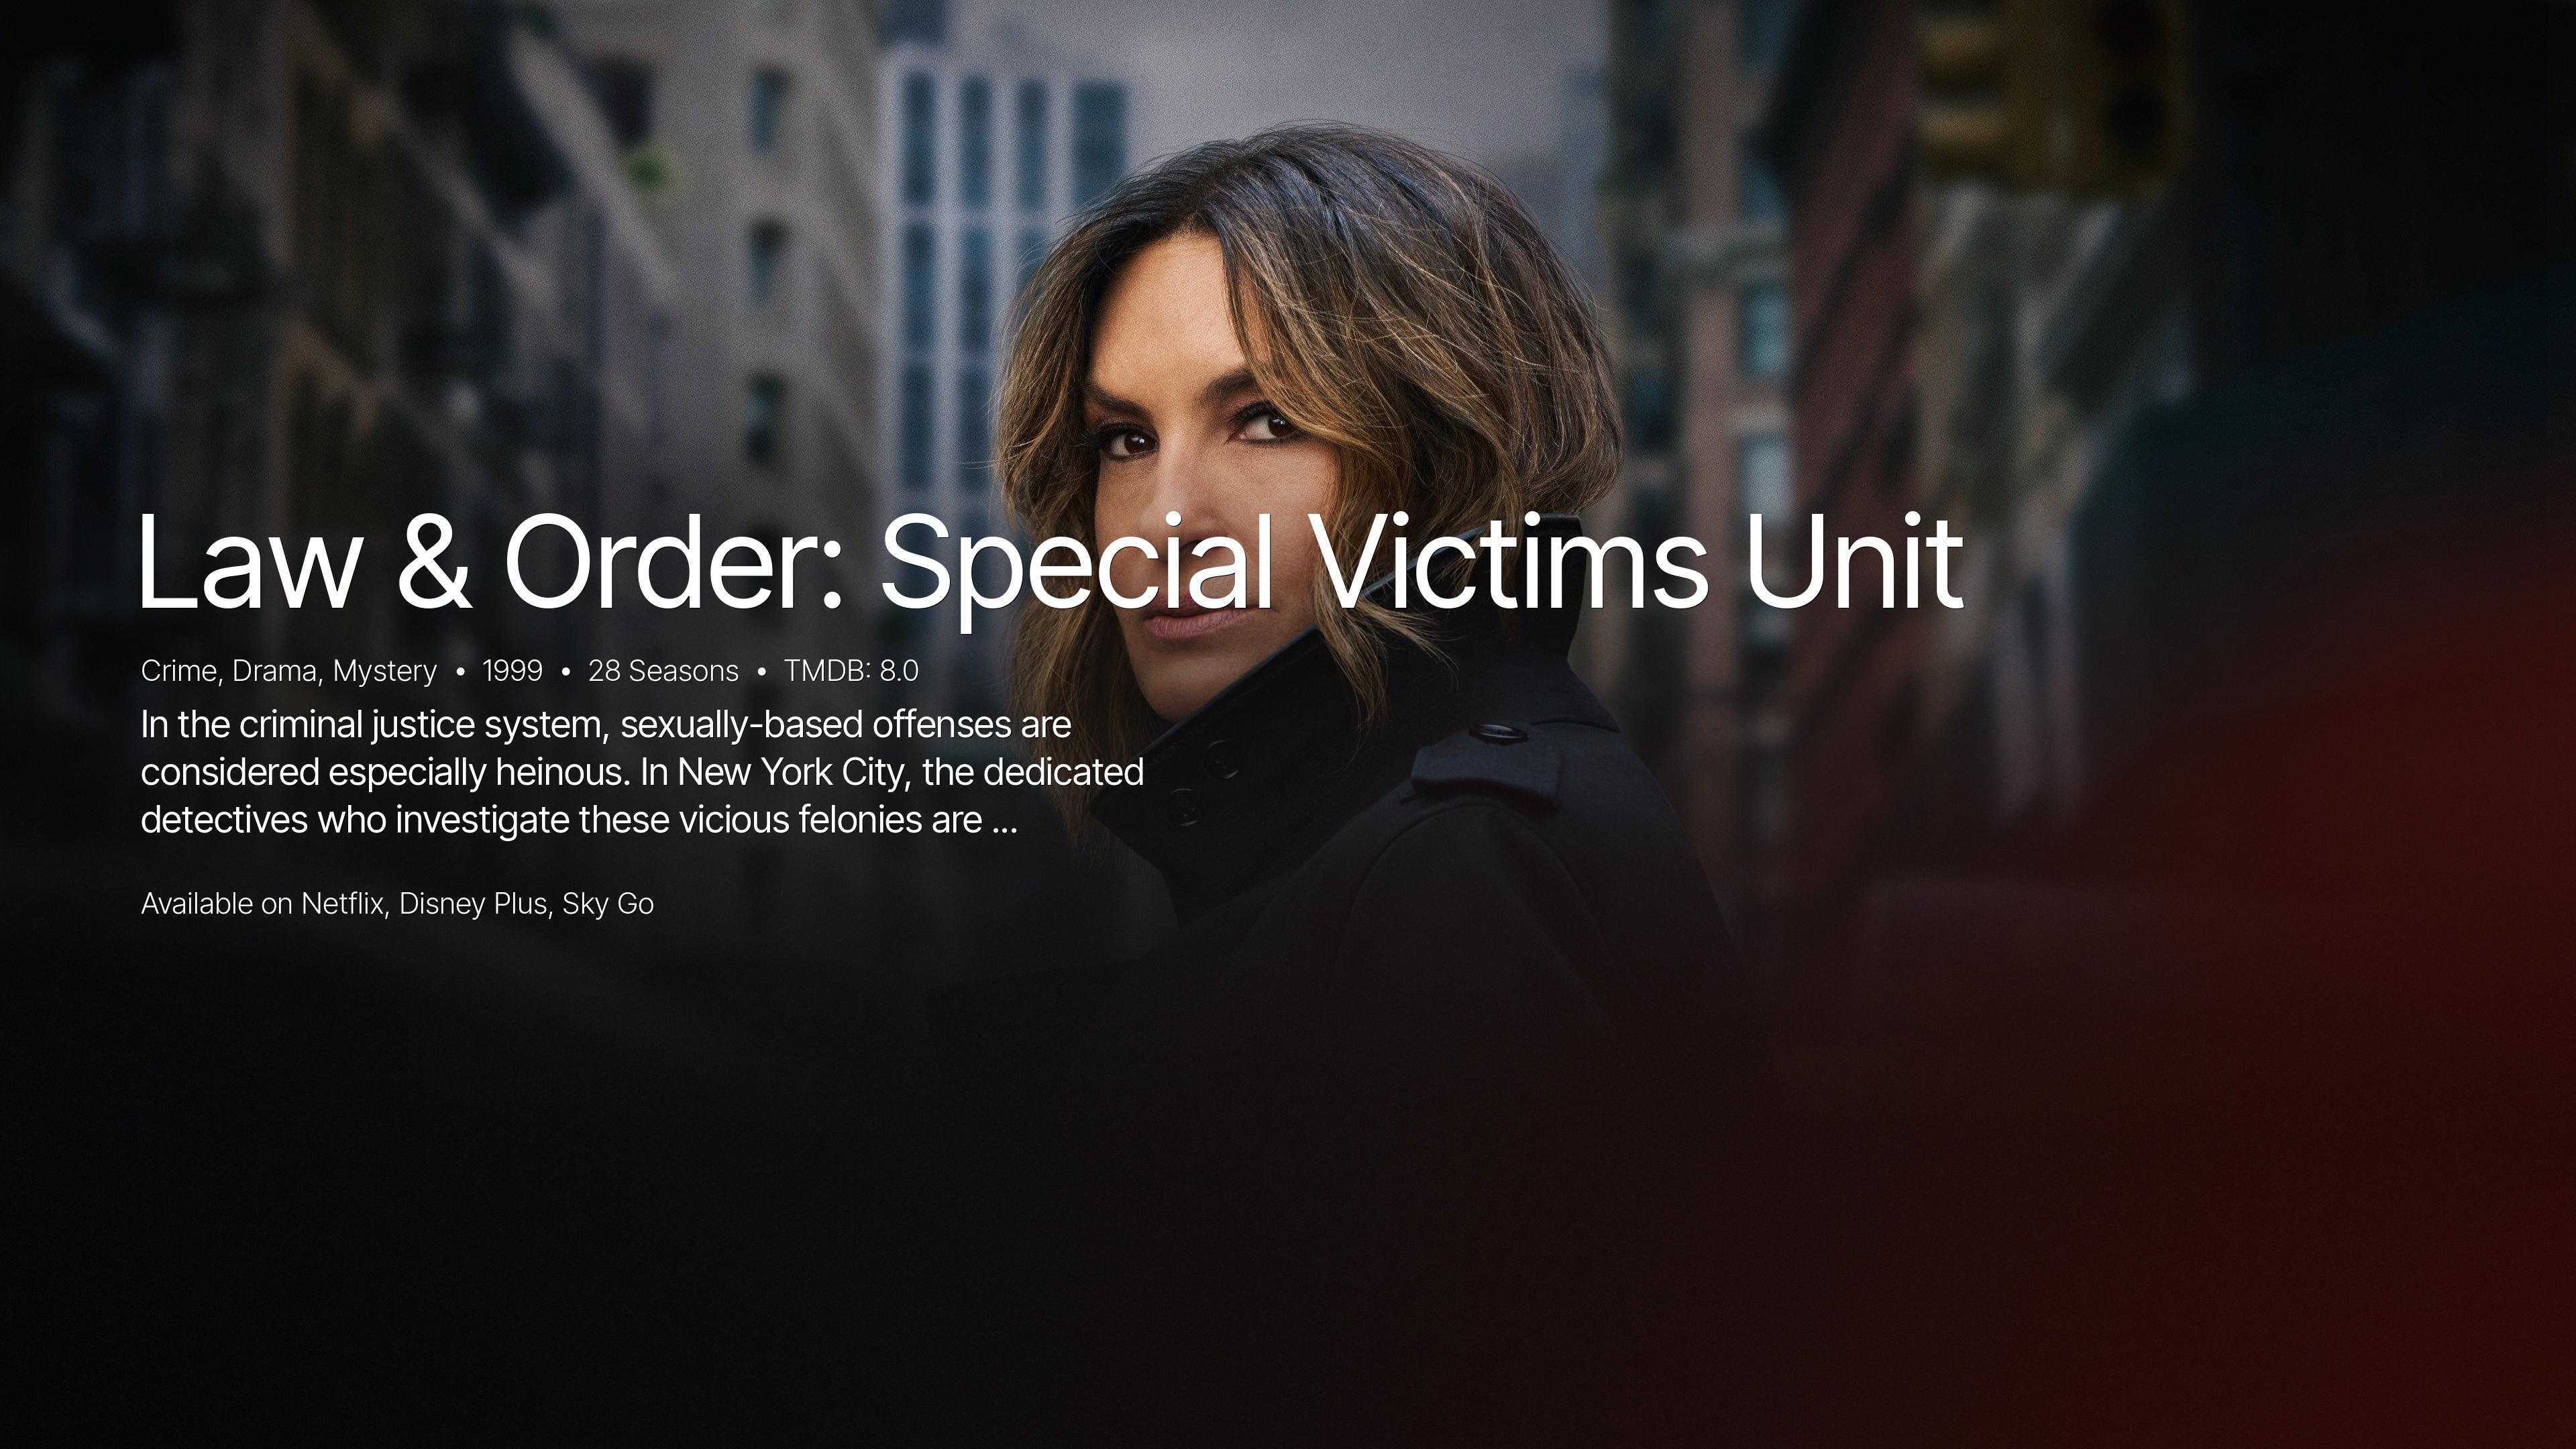 Law & Order: Special Victims Unit
Crime, Drama, Mystery • 1999 • 28 Seasons • TMDB: 8.0
In the criminal justice system, sexually-based offenses are
considered especially heinous. In New York City, the dedicated
detectives who investigate these vicious felonies are ...
Available on Netflix, Disney Plus, Sky Go